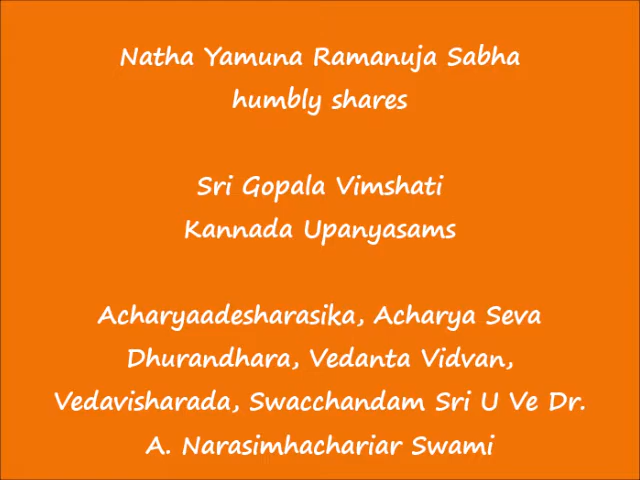 Natha Yamuna Ramanuja Sabha
humbly shares
Sri Gopala Vimshati
Kannada Upanyasams
Acharyaadesharasika, Acharya Seva
Dhurandhara, Vedanta Vidvan,
Vedavisharada, Swacchandam Sri U Ve Dr.
A. Narasimhachariar Swami